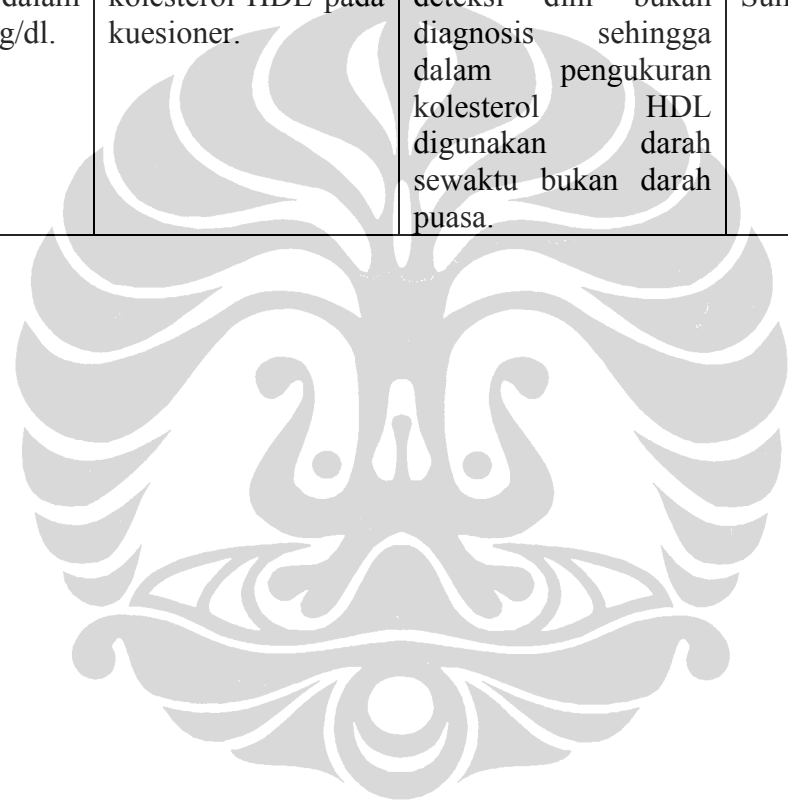 dalam
g/dl.
kolesterol HDL pada
kuesioner.
deteksi dini bukan
diagnosis sehingga
dalam pengukuran
kolesterol HDL
digunakan darah
sewaktu bukan darah
puasa.